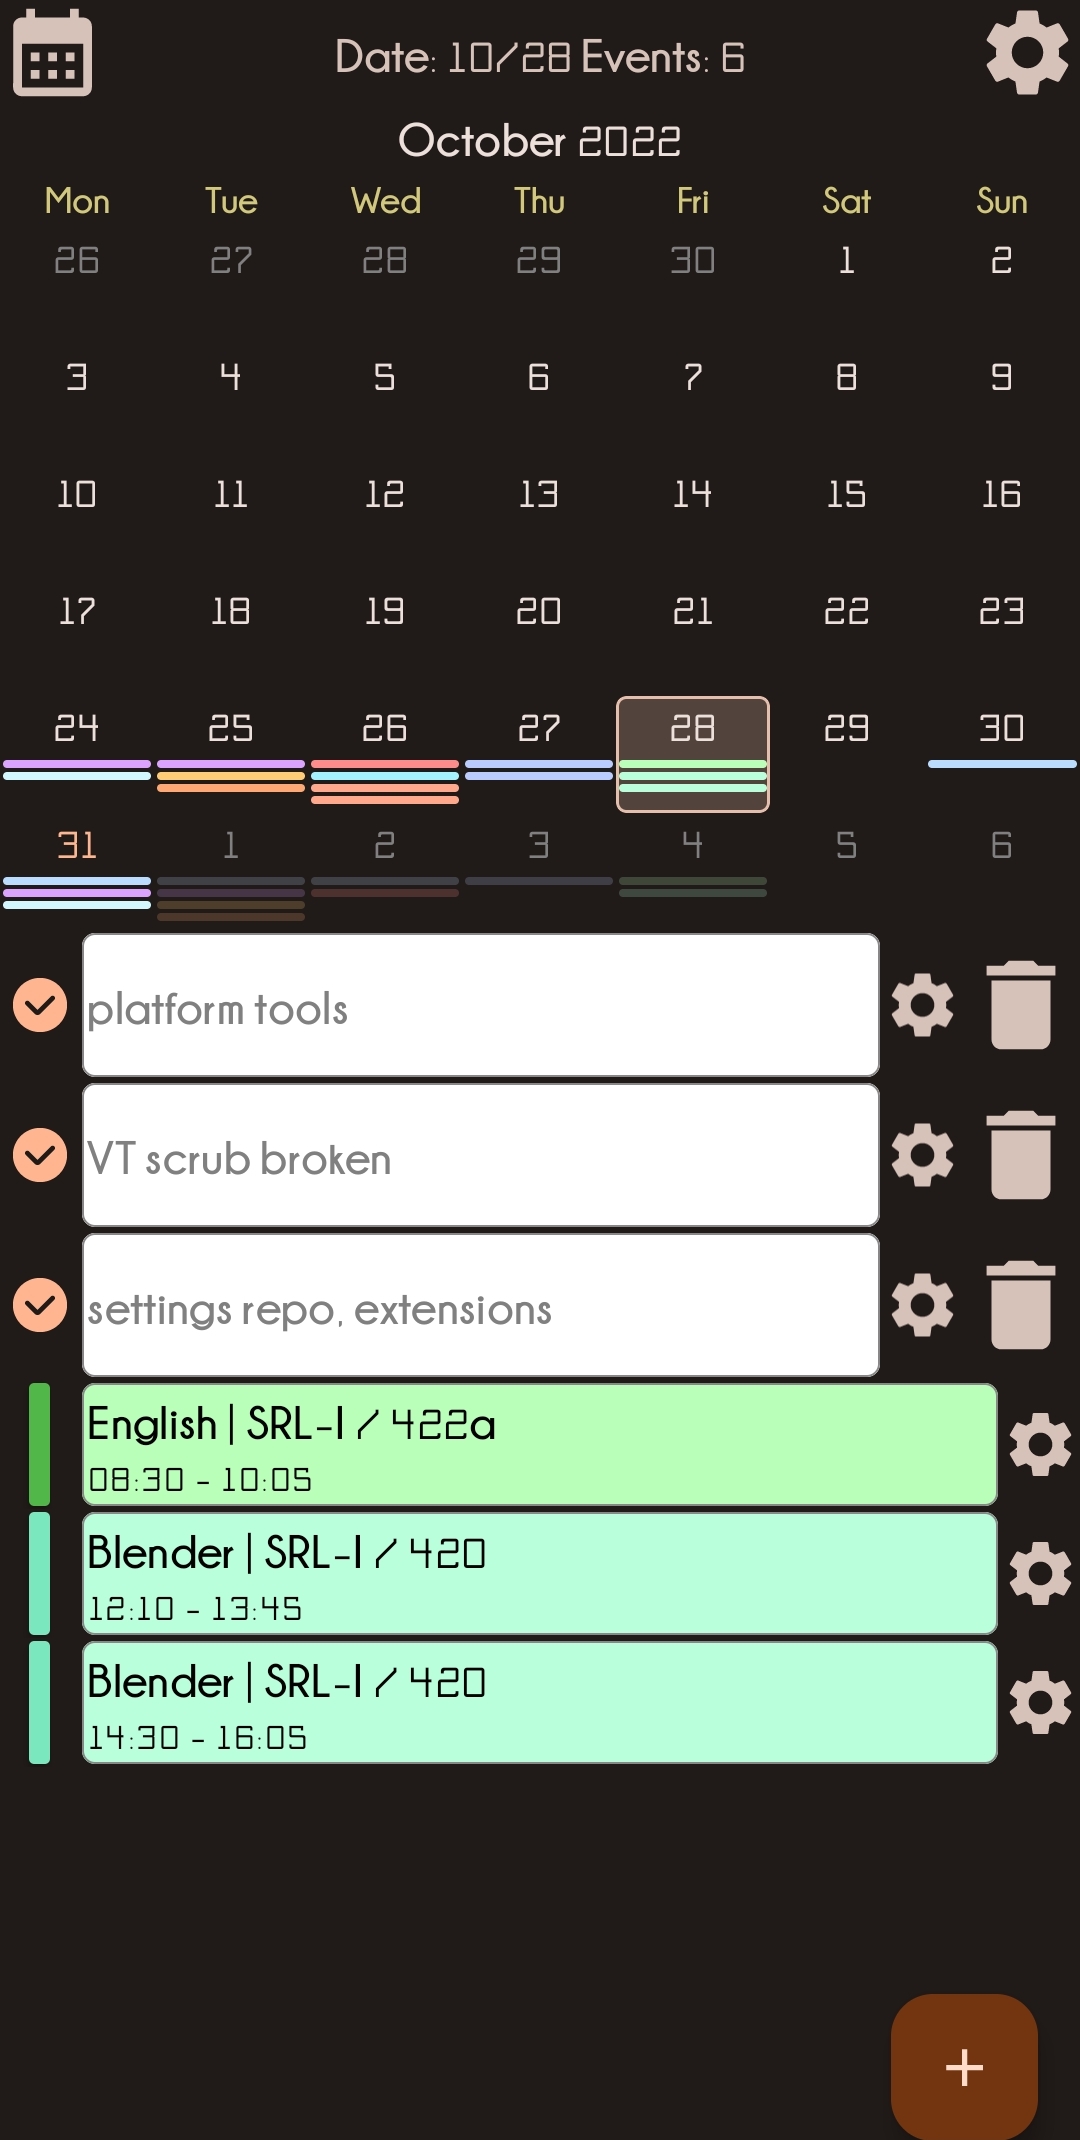 Date: 10/28 Events: 6
October 2022
Mon Tue Wed Thu Fri Sat Sun
26 27 28 29 30 1 2
3 4 5 6 7 8 9
10 11 12 13 14 15 16
17 18 19 20 21 22 23
24 25 26 27 28 29 30
31 1 2 3 4 5 6
platform tools
VT scrub broken
settings repo, extensions
English | SRL-I / 422a
08:30 - 10:05
Blender | SRL-I / 420
12:10 - 13:45
Blender | SRL-I / 420
14:30 - 16:05
+